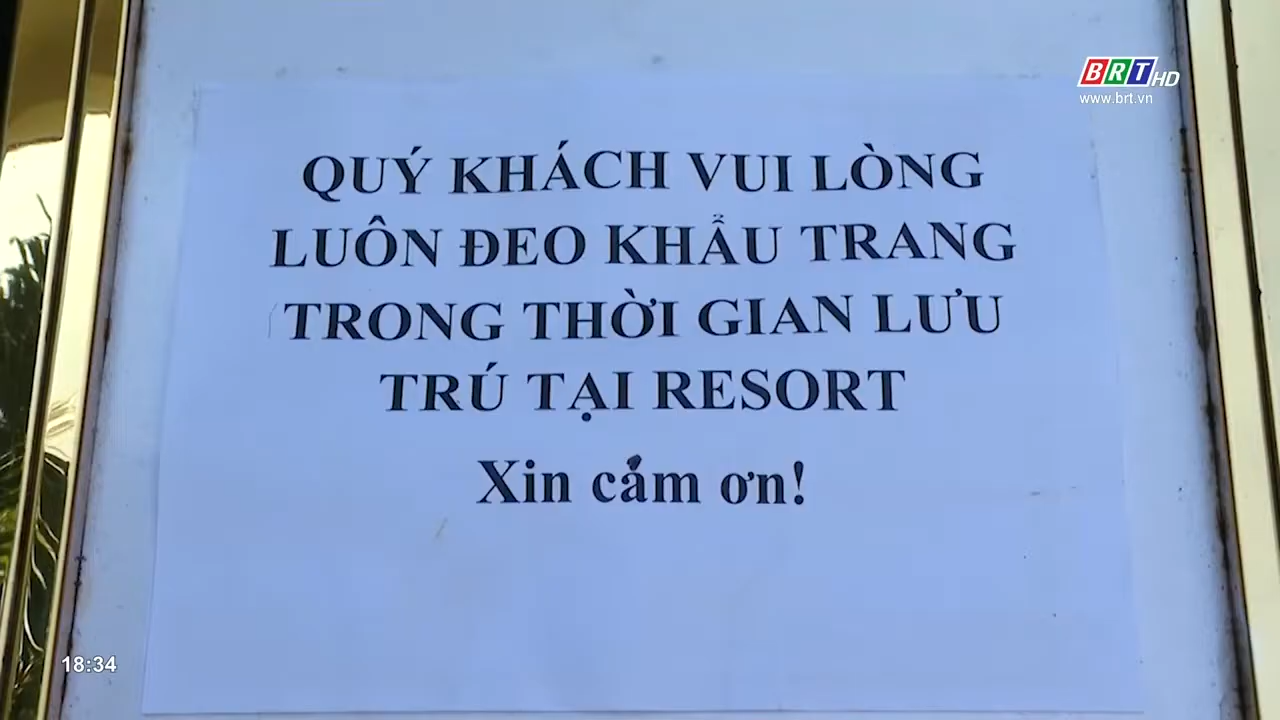 BRT HD
www.brt.vn
QUÝ KHÁCH VUI LÒNG
LUÔN ĐEO KHẨU TRANG
TRONG THỜI GIAN LƯU
TRÚ TẠI RESORT
Xin cảm ơn!
18:34